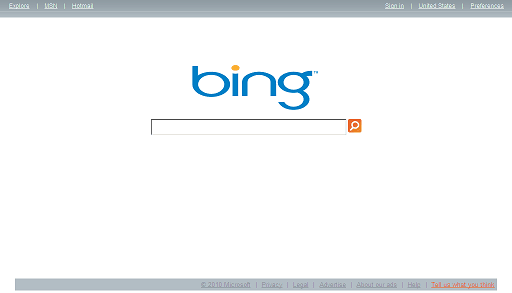 Explore | MSN | Hotmail Sign in | United States | Preferences
bing™
© 2010 Microsoft | Privacy | Legal | Advertise | About our ads | Help | Tell us what you think